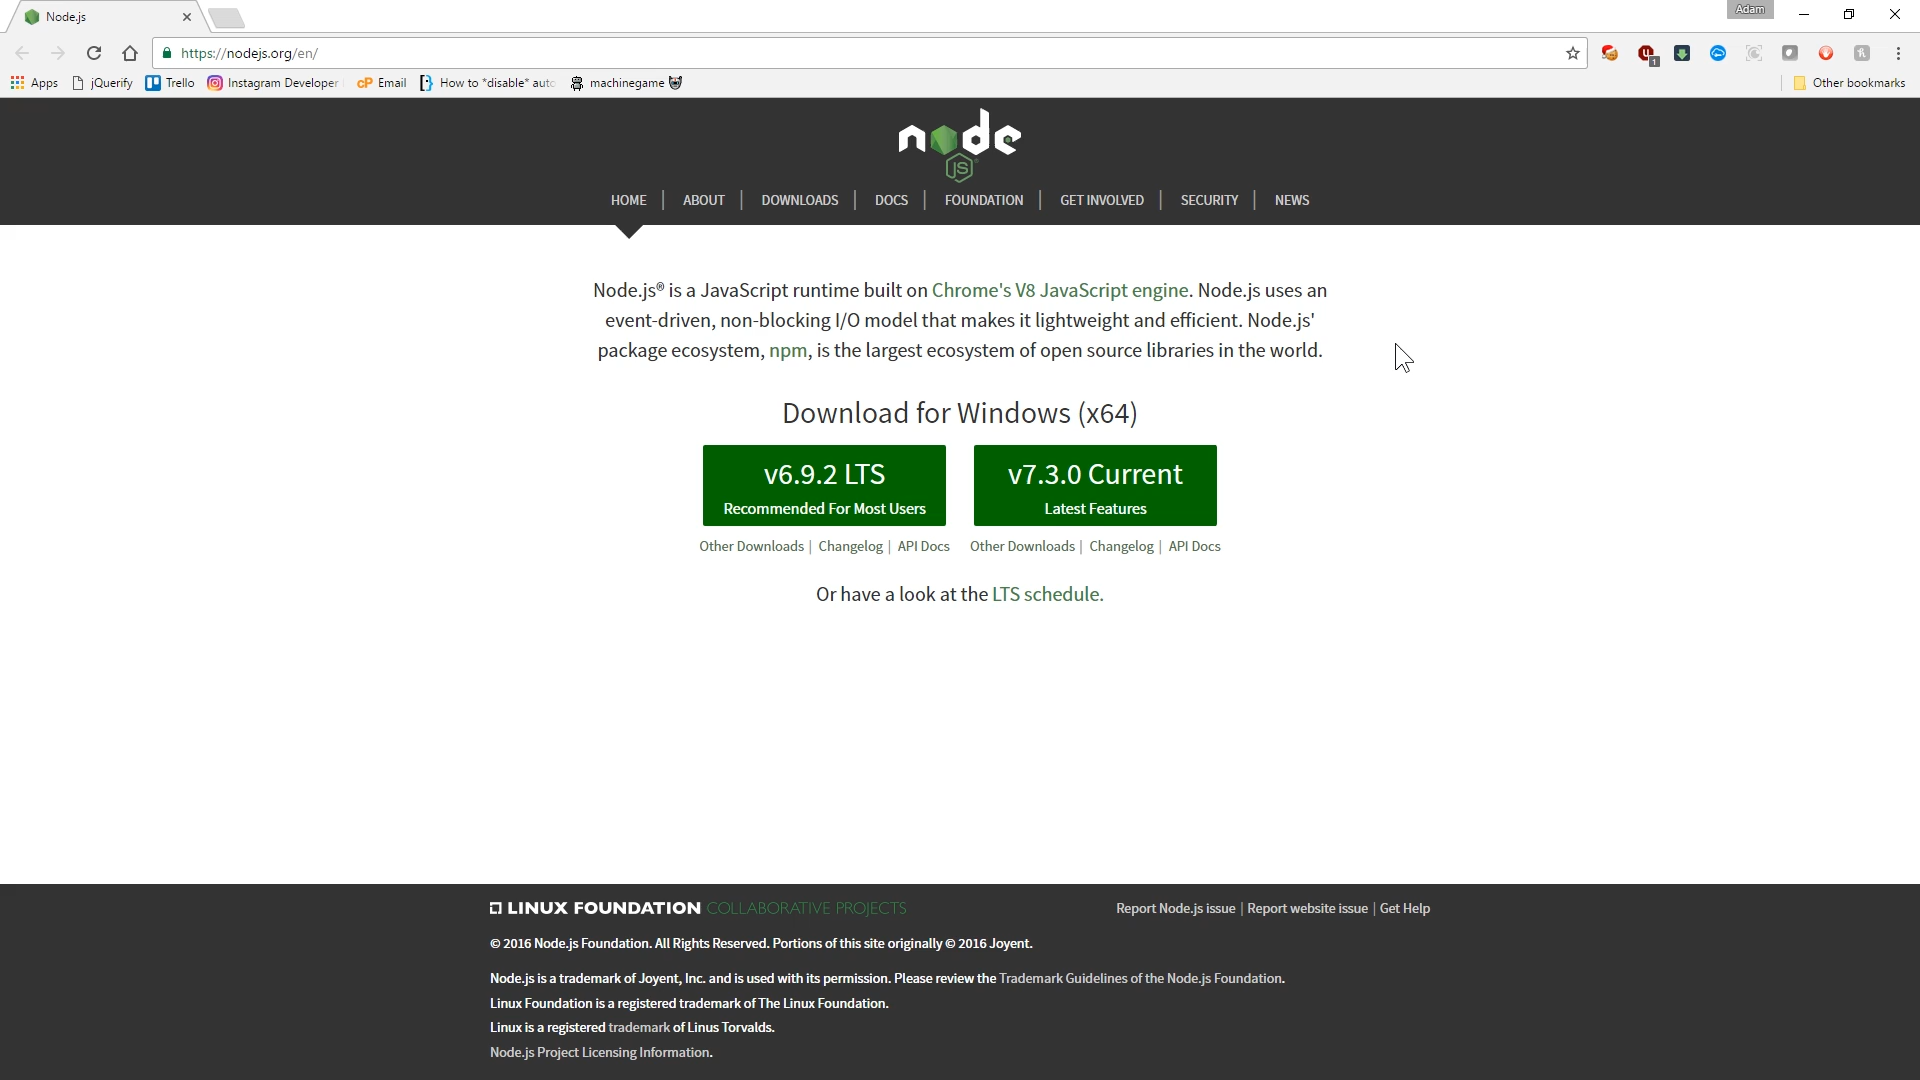 Node.js
Adam
https://nodejs.org/en/
1
Apps
jQuerify
Trello
Instagram Developer
cP Email
How to *disable* auto
machinegame
Other bookmarks
node
JS
HOME
ABOUT
DOWNLOADS
DOCS
FOUNDATION
GET INVOLVED
SECURITY
NEWS
Node.js® is a JavaScript runtime built on Chrome's V8 JavaScript engine. Node.js uses an
event-driven, non-blocking I/O model that makes it lightweight and efficient. Node.js'
package ecosystem, npm, is the largest ecosystem of open source libraries in the world.
Download for Windows (x64)
v6.9.2 LTS
Recommended For Most Users
v7.3.0 Current
Latest Features
Other Downloads | Changelog | API Docs
Other Downloads | Changelog | API Docs
Or have a look at the LTS schedule.
LINUX FOUNDATION COLLABORATIVE PROJECTS
Report Node.js issue | Report website issue | Get Help
© 2016 Node.js Foundation. All Rights Reserved. Portions of this site originally © 2016 Joyent.
Node.js is a trademark of Joyent, Inc. and is used with its permission. Please review the Trademark Guidelines of the Node.js Foundation.
Linux Foundation is a registered trademark of The Linux Foundation.
Linux is a registered trademark of Linus Torvalds.
Node.js Project Licensing Information.